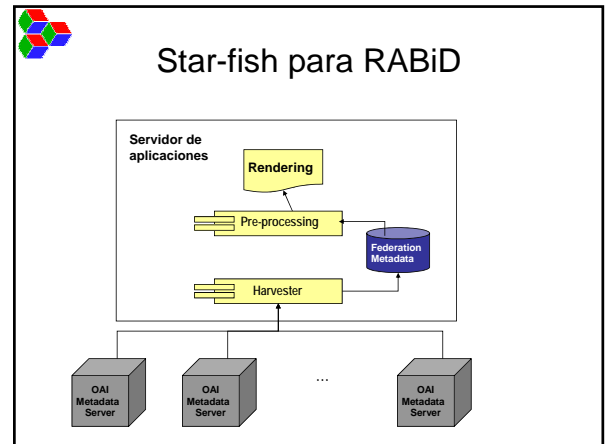 Star-fish para RABiD
Servidor de
aplicaciones
Rendering
Pre-processing
Federation
Metadata
Harvester
OAI
Metadata
Server
OAI
Metadata
Server
...
OAI
Metadata
Server